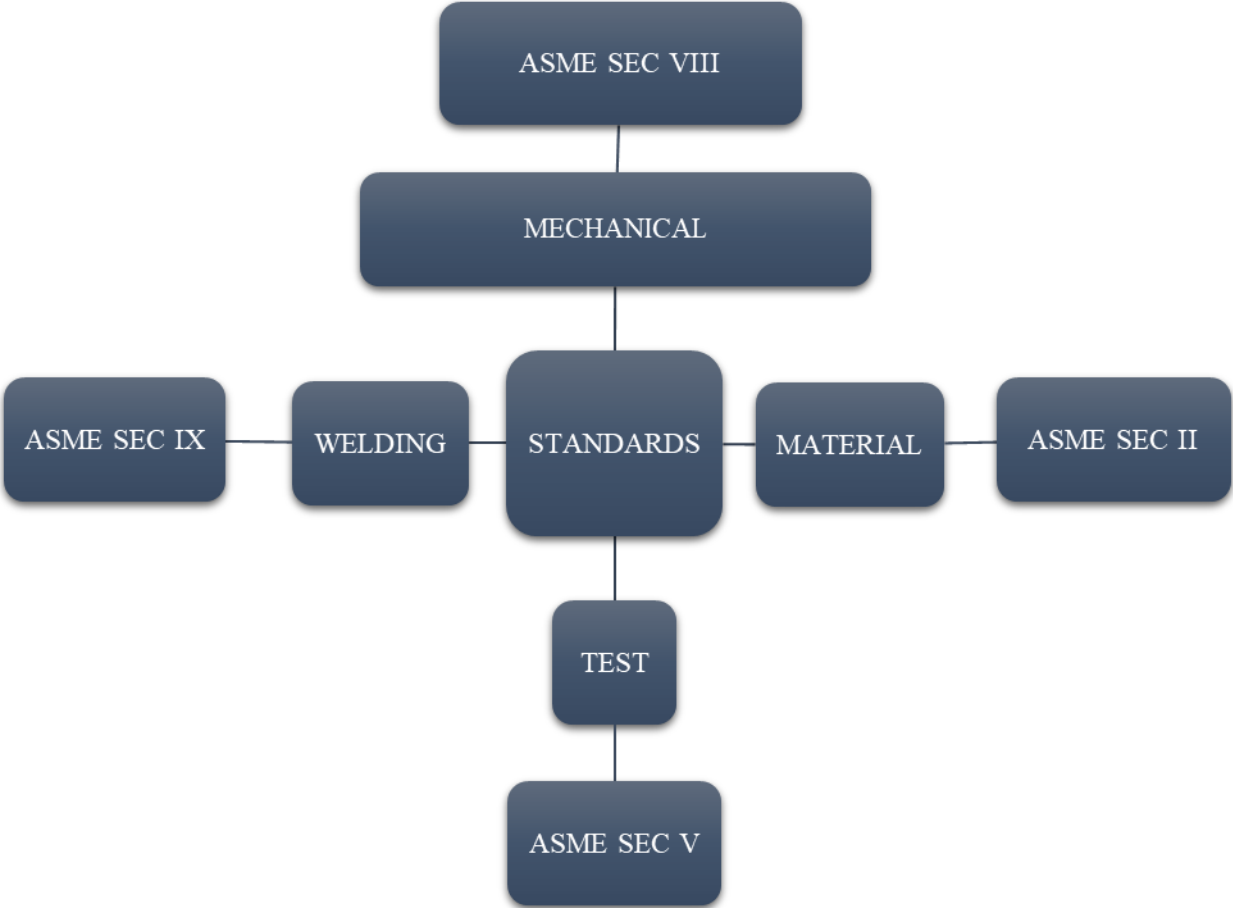 ASME SEC VIII
MECHANICAL
ASME SEC IX
WELDING
STANDARDS
MATERIAL
ASME SEC II
TEST
ASME SEC V